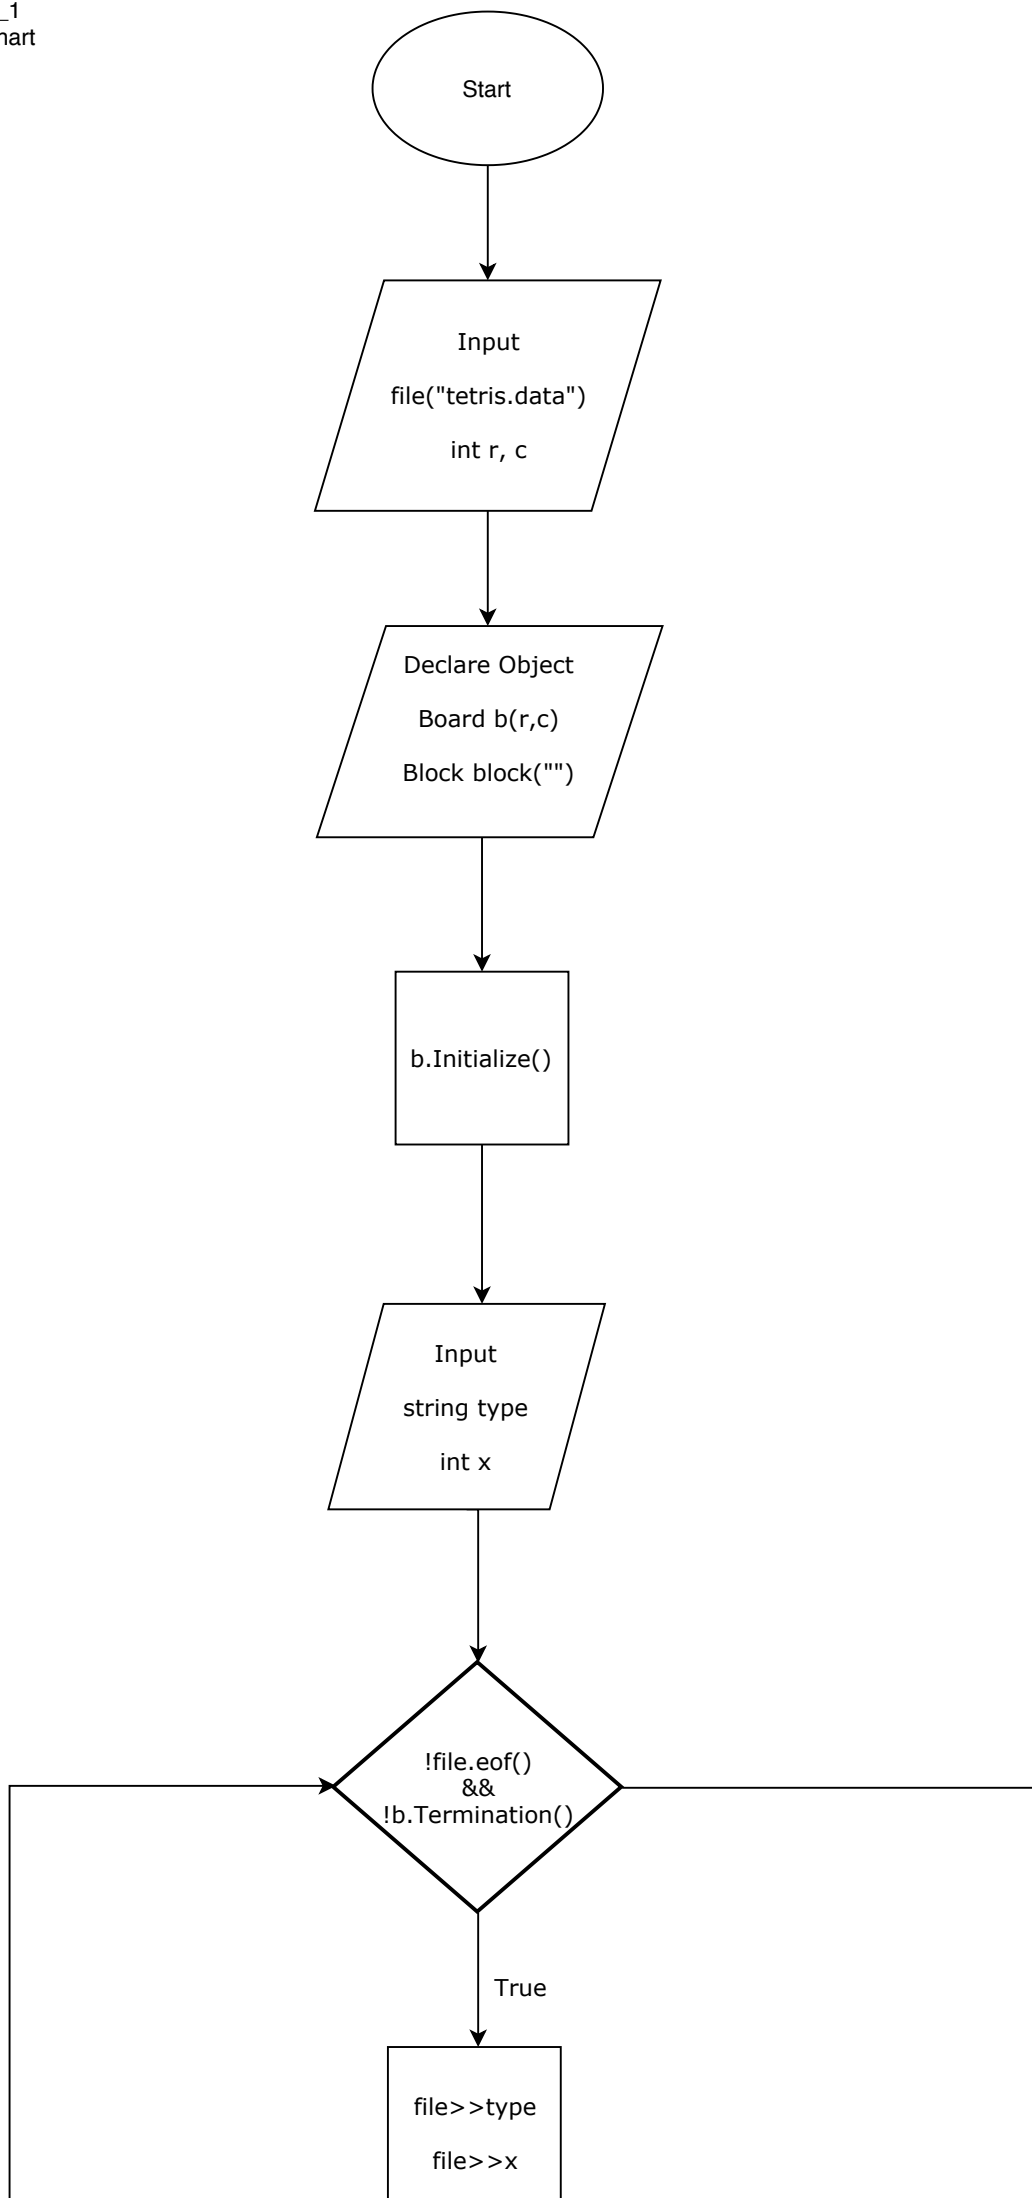 _1
Start
Input
file("tetris.data")
int r, c
Declare Object
Board b(r,c)
Block block("")
b.Initialize()
Input
string type
int x
!file.eof()
&&
!b.Termination()
True
file>>type
file>>x